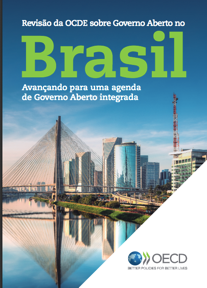 Revisão da OCDE sobre Governo Aberto no
Brasil
Avançando para uma agenda
de Governo Aberto integrada
OECD
BETTER POLICIES FOR BETTER LIVES